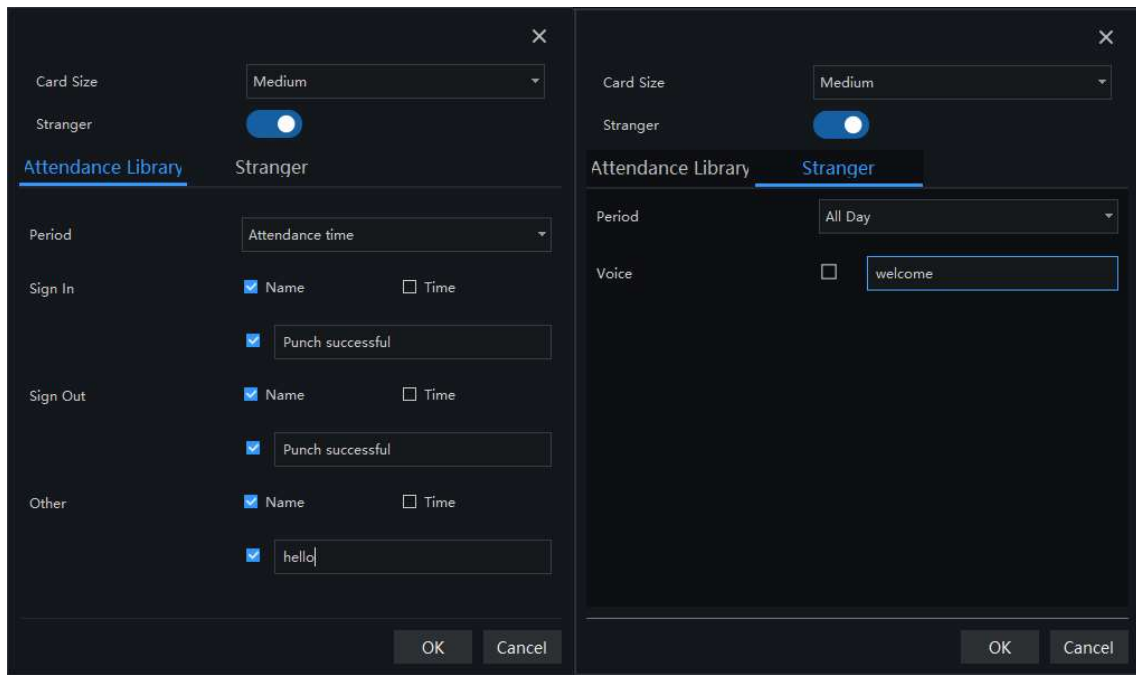 Card Size Medium
Stranger
Attendance Library Stranger
Period Attendance time
Sign In Name Time
Punch successful
Sign Out Name Time
Punch successful
Other Name Time
hello
OK Cancel
Card Size Medium
Stranger
Attendance Library Stranger
Period All Day
Voice welcome
OK Cancel